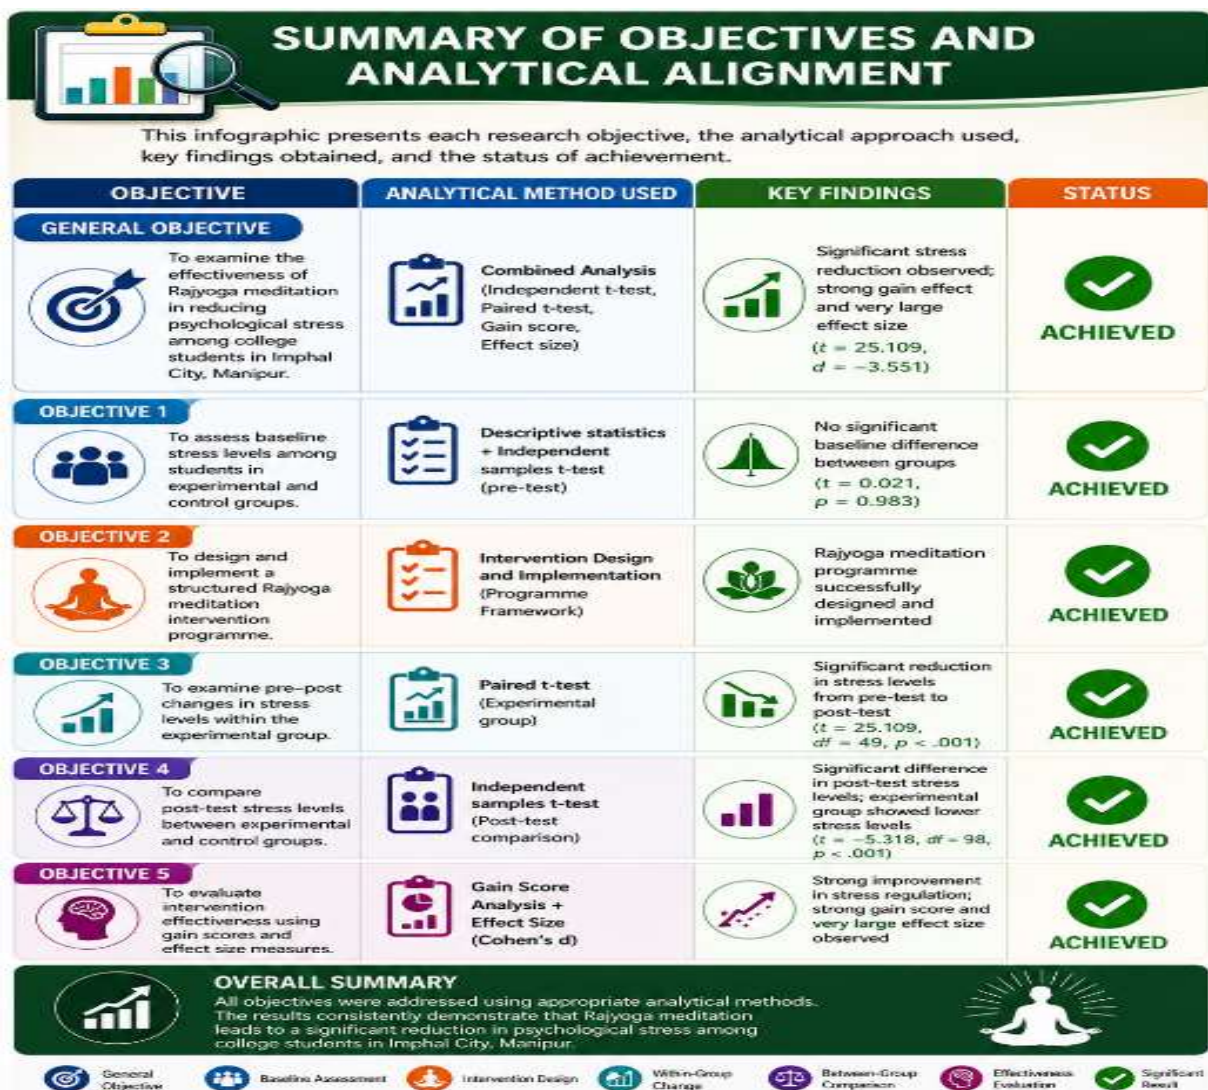 SUMMARY OF OBJECTIVES AND
ANALYTICAL ALIGNMENT
This infographic presents each research objective, the analytical approach used,
key findings obtained, and the status of achievement.
OBJECTIVE
ANALYTICAL METHOD USED
KEY FINDINGS
STATUS
GENERAL OBJECTIVE
To examine the
effectiveness of
Rajyoga meditation
in reducing
psychological stress
among college
students in Imphal
City, Manipur.
Combined Analysis
(Independent t-test,
Paired t-test,
Gain score,
Effect size)
Significant stress
reduction observed;
strong gain effect
and very large
effect size
(t = 25.109,
d = −3.551)
ACHIEVED
OBJECTIVE 1
To assess baseline
stress levels among
students in
experimental and
control groups.
Descriptive statistics
+ Independent
samples t-test
(pre-test)
No significant
baseline difference
between groups
(t = 0.021,
p = 0.983)
ACHIEVED
OBJECTIVE 2
To design and
implement a
structured Rajyoga
meditation
intervention
programme.
Intervention Design
and Implementation
(Programme
Framework)
Rajyoga meditation
programme
successfully
designed and
implemented
ACHIEVED
OBJECTIVE 3
To examine pre–post
changes in stress
levels within the
experimental group.
Paired t-test
(Experimental
group)
Significant reduction
in stress levels
from pre-test to
post-test
(t = 25.109,
df = 49, p < .001)
ACHIEVED
OBJECTIVE 4
To compare
post-test stress levels
between experimental
and control groups.
Independent
samples t-test
(Post-test
comparison)
Significant difference
in post-test stress
levels; experimental
group showed lower
stress levels
(t = −5.318, df = 98,
p < .001)
ACHIEVED
OBJECTIVE 5
To evaluate
intervention
effectiveness using
gain scores and
effect size measures.
Gain Score
Analysis +
Effect Size
(Cohen's d)
Strong improvement
in stress regulation;
strong gain score and
very large effect size
observed
ACHIEVED
OVERALL SUMMARY
All objectives were addressed using appropriate analytical methods.
The results consistently demonstrate that Rajyoga meditation
leads to a significant reduction in psychological stress among
college students in Imphal City, Manipur.
General
Objective
Baseline Assessment
Intervention Design
Within-Group
Change
Between-Group
Comparison
Effectiveness
Evaluation
Significant
Result